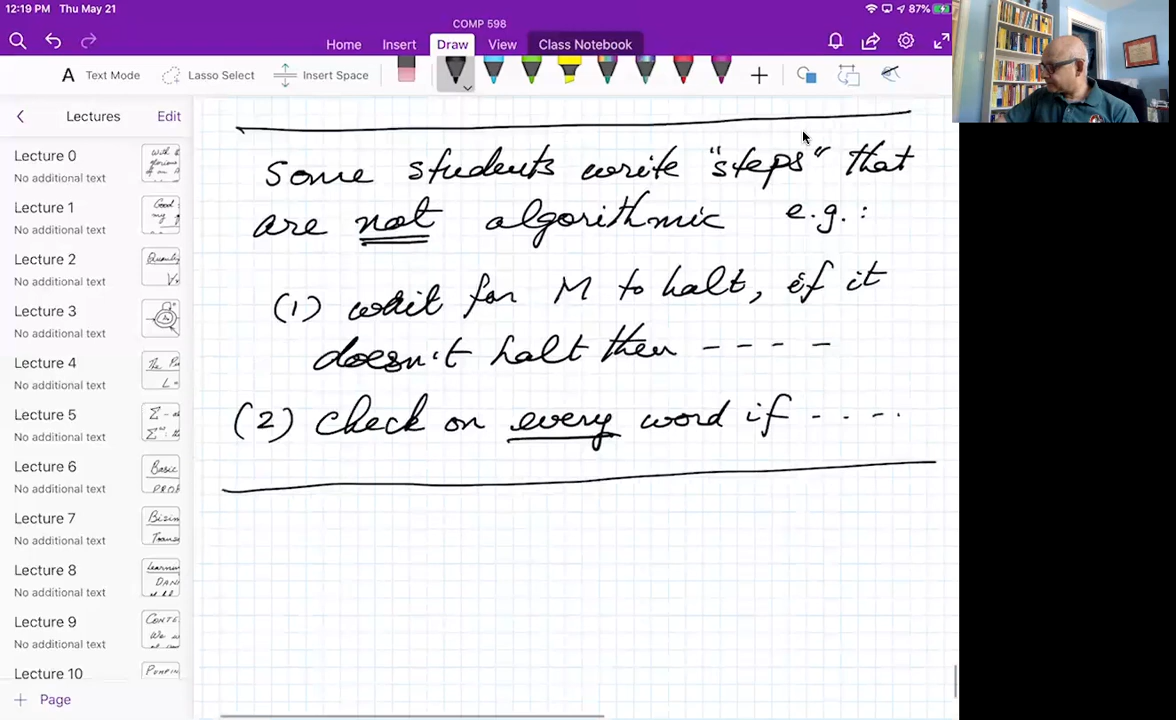 12:19 PM Thu May 21
87%
COMP 598
Home Insert Draw View Class Notebook
A Text Mode Lasso Select Insert Space
Lectures Edit
Lecture 0
No additional text
Lecture 1
No additional text
Lecture 2
No additional text
Lecture 3
No additional text
Lecture 4
No additional text
Lecture 5
No additional text
Lecture 6
No additional text
Lecture 7
No additional text
Lecture 8
No additional text
Lecture 9
No additional text
Lecture 10
+ Page
Some students write "steps" that
are not algorithmic e.g.:
(1) wait for M to halt, if it
doesn't halt then ----
(2) check on every word if ----